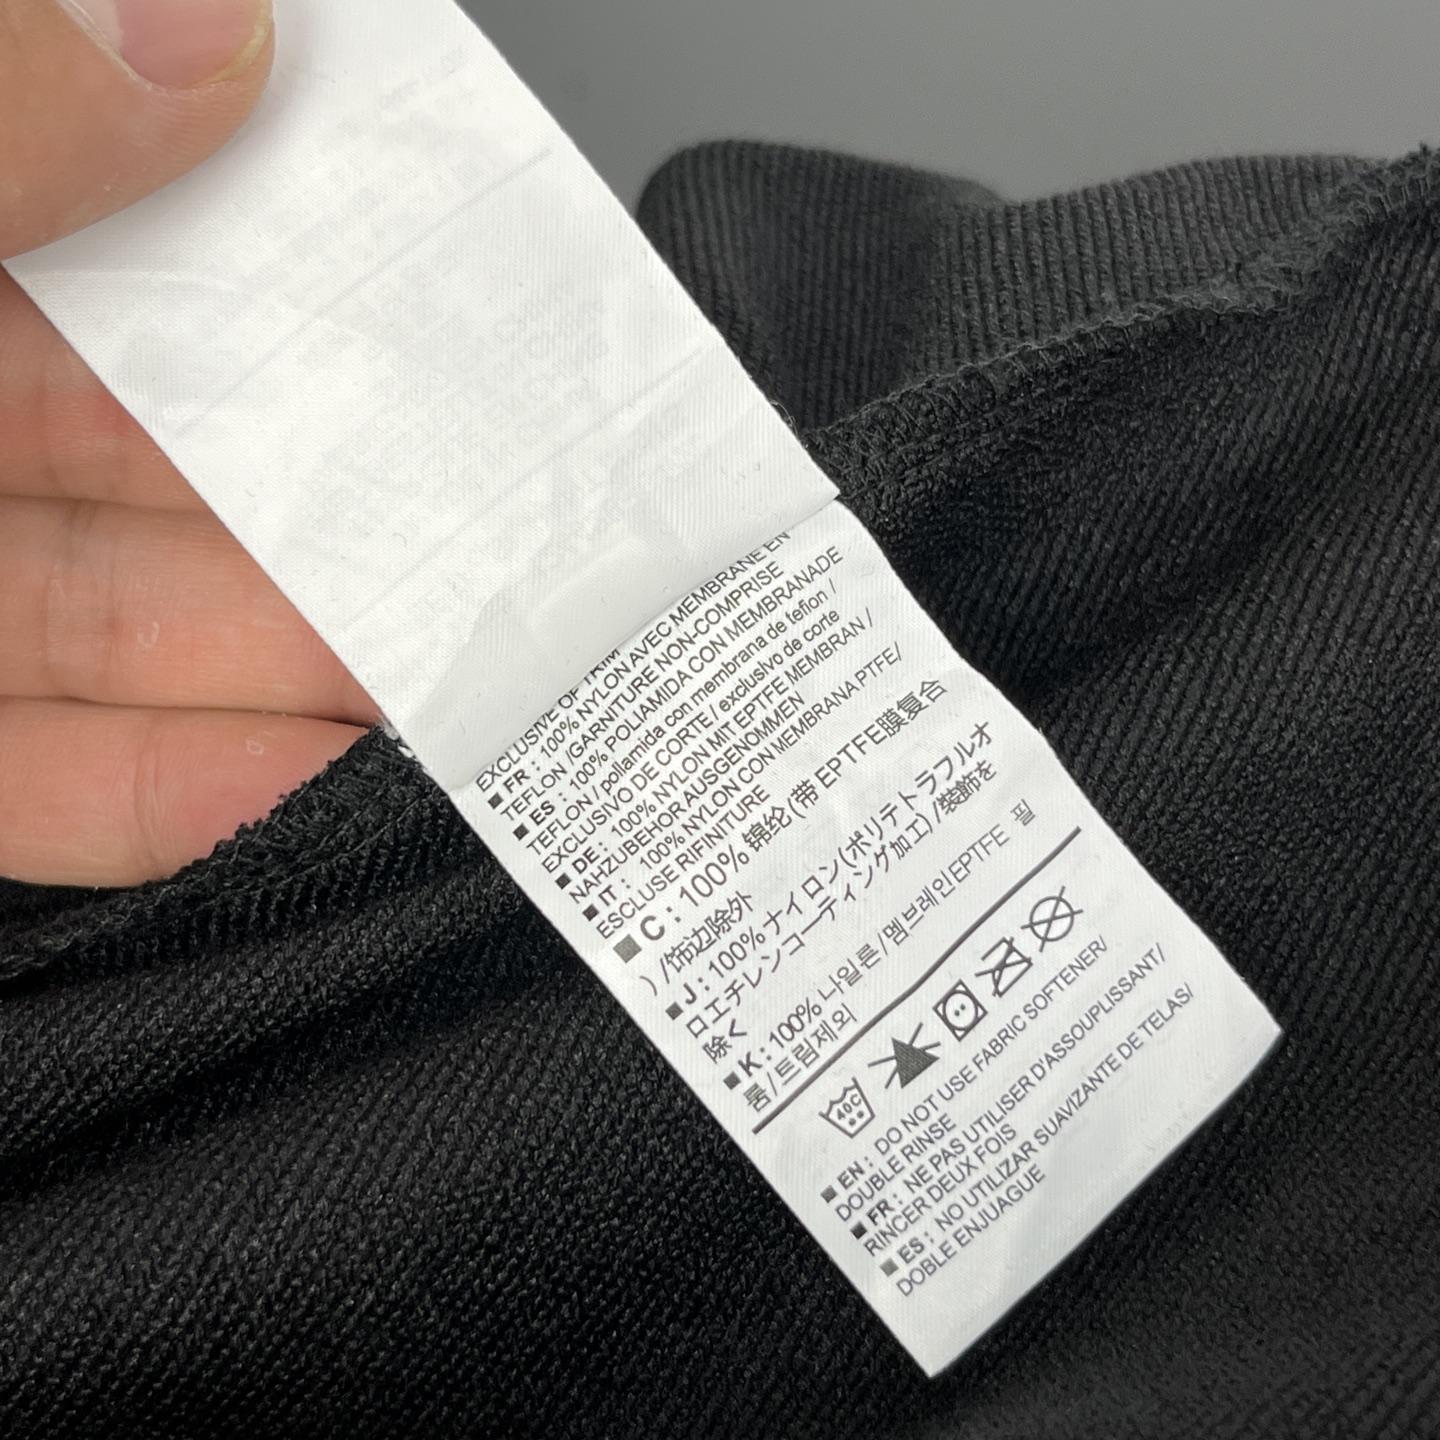 EXCLUSIVE OF TRIM
■ FR : 100% NYLON AVEC MEMBRANE EN
TEFLON /GARNITURE NON-COMPRISE
■ ES : 100% POLIAMIDA CON MEMBRANADE
TEFLON / pollamida con membrana de tefion /
EXCLUSIVO DE CORTE / exclusivo de corte
■ DE : 100% NYLON MIT EPTFE MEMBRAN /
NAHZUBEHOR AUSGENOMMEN
■ IT : 100% NYLON CON MEMBRANA PTFE/
ESCLUSE RIFINITURE
■ C : 100% 锦纶(带 EPTFE膜复合
) /饰边除外
■ J : 100% ナイロン(ポリテトラフルオ
ロエチレンコーティング加工) /装飾を
除く
■ K : 100% 나일론 /멤브레인EPTFE 필
름/트림제외
40C
■ EN : DO NOT USE FABRIC SOFTENER/
DOUBLE RINSE
■ FR : NE PAS UTILISER D'ASSOUPLISSANT/
RINCER DEUX FOIS
■ ES : NO UTILIZAR SUAVIZANTE DE TELAS/
DOBLE ENJUAGUE